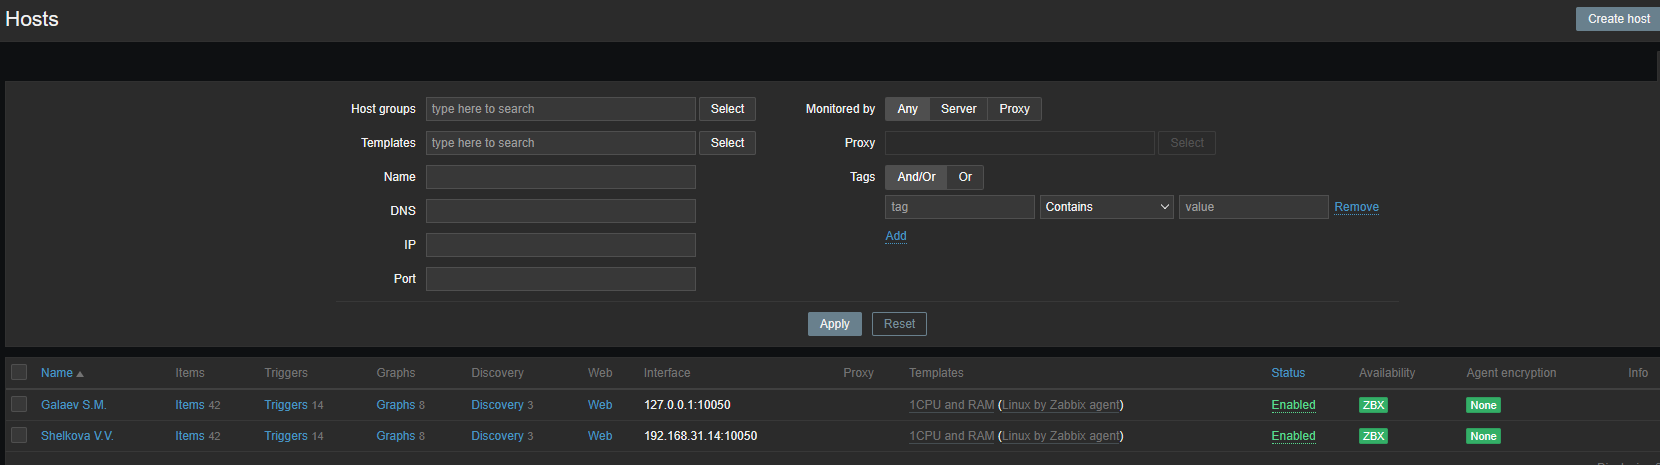 Hosts
Create host
Host groups type here to search Select Monitored by Any Server Proxy
Templates type here to search Select Proxy Select
Name Tags And/Or Or
DNS tag Contains value Remove
Add
IP
Port
Apply Reset
Name Items Triggers Graphs Discovery Web Interface Proxy Templates Status Availability Agent encryption Info
Galaev S.M. Items 42 Triggers 14 Graphs 8 Discovery 3 Web 127.0.0.1:10050 1CPU and RAM (Linux by Zabbix agent) Enabled ZBX None
Shelkova V.V. Items 42 Triggers 14 Graphs 8 Discovery 3 Web 192.168.31.14:10050 1CPU and RAM (Linux by Zabbix agent) Enabled ZBX None